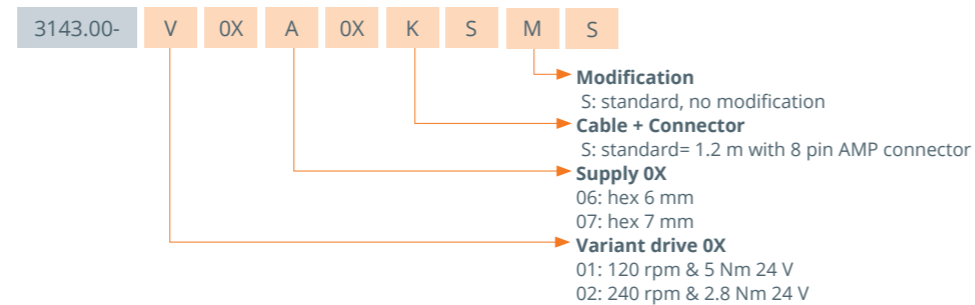 3143.00- V 0X A 0X K S M S
Modification
S: standard, no modification
Cable + Connector
S: standard= 1.2 m with 8 pin AMP connector
Supply 0X
06: hex 6 mm
07: hex 7 mm
Variant drive 0X
01: 120 rpm & 5 Nm 24 V
02: 240 rpm & 2.8 Nm 24 V